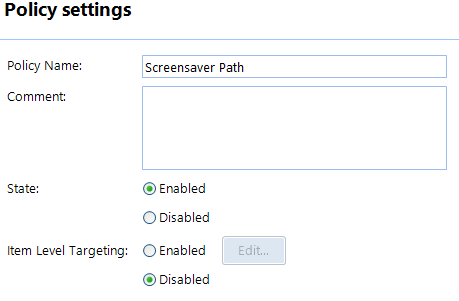 Policy settings
Policy Name: Screensaver Path
Comment:
State: Enabled
Disabled
Item Level Targeting: Enabled Edit...
Disabled